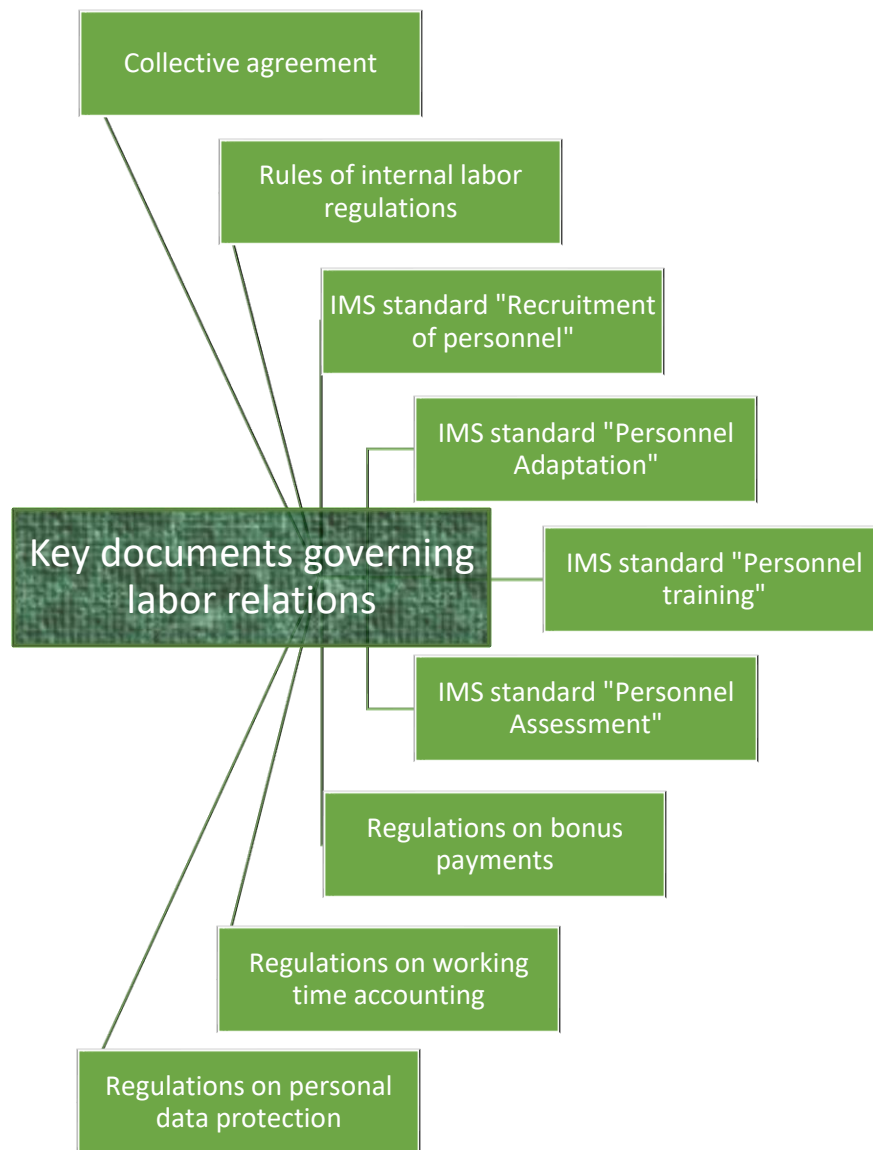 Collective agreement
Rules of internal labor
regulations
IMS standard "Recruitment
of personnel"
IMS standard "Personnel
Adaptation"
Key documents governing
labor relations
IMS standard "Personnel
training"
IMS standard "Personnel
Assessment"
Regulations on bonus
payments
Regulations on working
time accounting
Regulations on personal
data protection